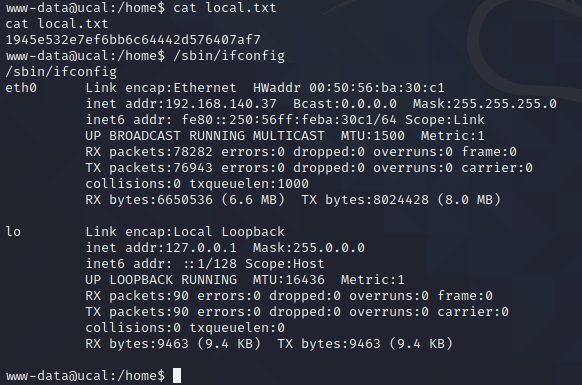 www-data@ucal:/home$ cat local.txt
cat local.txt
1945e532e7ef6bb6c64442d576407af7
www-data@ucal:/home$ /sbin/ifconfig
/sbin/ifconfig
eth0      Link encap:Ethernet  HWaddr 00:50:56:ba:30:c1
          inet addr:192.168.140.37  Bcast:0.0.0.0  Mask:255.255.255.0
          inet6 addr: fe80::250:56ff:feba:30c1/64 Scope:Link
          UP BROADCAST RUNNING MULTICAST  MTU:1500  Metric:1
          RX packets:78282 errors:0 dropped:0 overruns:0 frame:0
          TX packets:76943 errors:0 dropped:0 overruns:0 carrier:0
          collisions:0 txqueuelen:1000
          RX bytes:6650536 (6.6 MB)  TX bytes:8024428 (8.0 MB)
lo        Link encap:Local Loopback
          inet addr:127.0.0.1  Mask:255.0.0.0
          inet6 addr: ::1/128 Scope:Host
          UP LOOPBACK RUNNING  MTU:16436  Metric:1
          RX packets:90 errors:0 dropped:0 overruns:0 frame:0
          TX packets:90 errors:0 dropped:0 overruns:0 carrier:0
          collisions:0 txqueuelen:0
          RX bytes:9463 (9.4 KB)  TX bytes:9463 (9.4 KB)
www-data@ucal:/home$